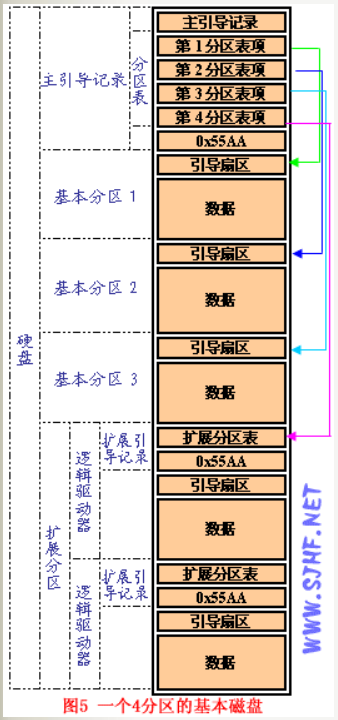 主引导记录
第1分区表项
第2分区表项
第3分区表项
第4分区表项
0x55AA
主引导记录
分区表
引导扇区
数据
基本分区 1
引导扇区
数据
基本分区 2
引导扇区
数据
基本分区 3
硬盘
扩展分区表
0x55AA
扩展引
导记录
引导扇区
数据
逻辑驱动器
扩展分区
扩展分区表
0x55AA
扩展引
导记录
引导扇区
数据
逻辑驱动器
WWW.SJHF.NET
图5 一个4分区的基本磁盘